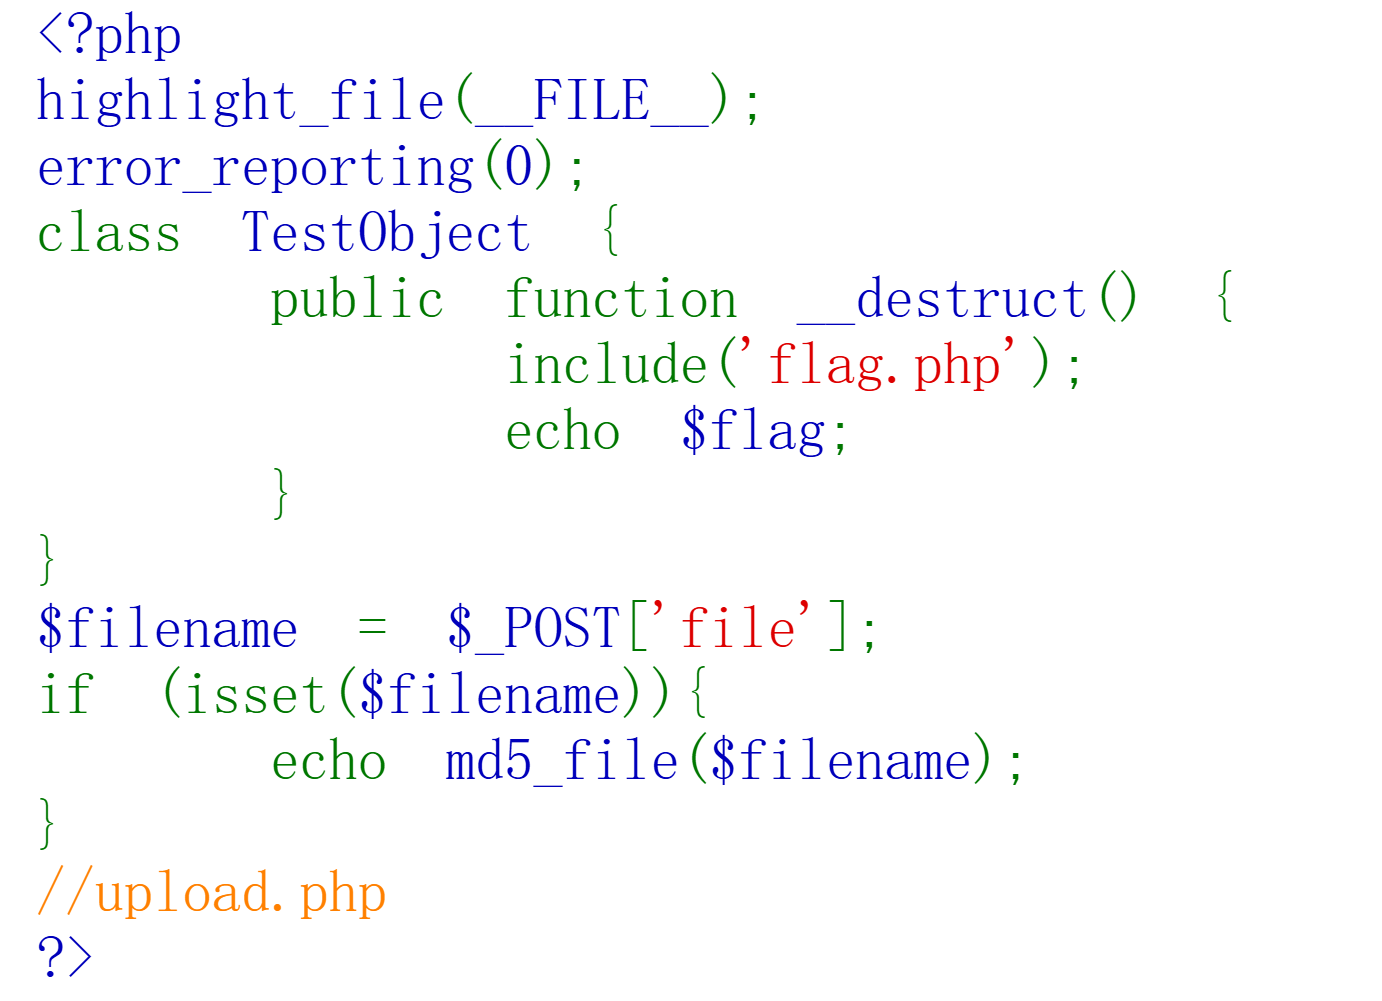 <?php
highlight_file(__FILE__);
error_reporting(0);
class  TestObject  {
        public  function  __destruct()  {
                include('flag.php');
                echo  $flag;
        }
}
$filename  =  $_POST['file'];
if  (isset($filename)){
        echo  md5_file($filename);
}
//upload.php
?>